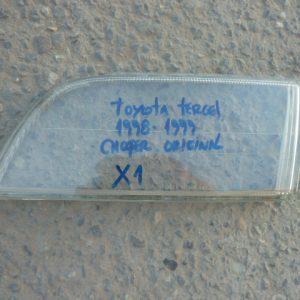 TOYOTA TERCEL
1998-1999
CHOFER ORIGINAL
X1